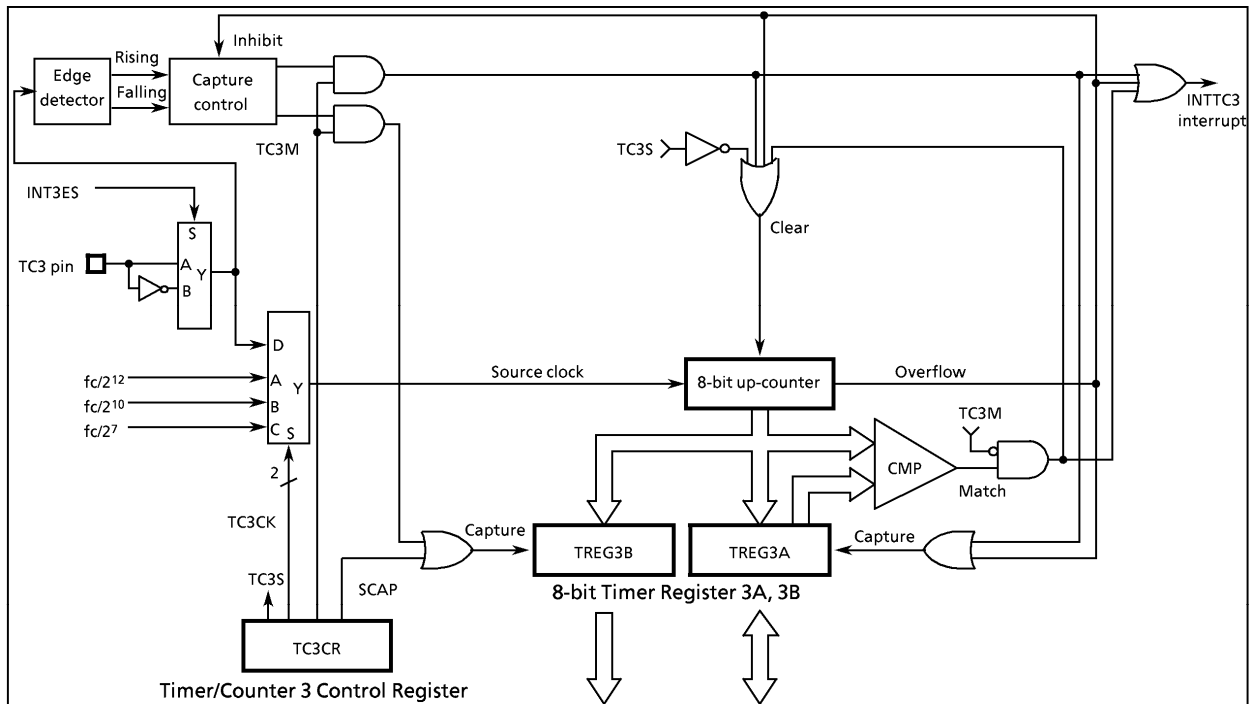 Inhibit
Rising
Edge
detector
Falling
Capture
control
INTTC3
interrupt
TC3M
TC3S
INT3ES
S
Clear
TC3 pin
A
Y
B
D
fc/2¹²
A
Y
Source clock
8-bit up-counter
Overflow
fc/2¹⁰
B
fc/2⁷
C
S
TC3M
2
CMP
Match
TC3CK
Capture
TREG3B
TREG3A
Capture
TC3S
SCAP
8-bit Timer Register 3A, 3B
TC3CR
Timer/Counter 3 Control Register